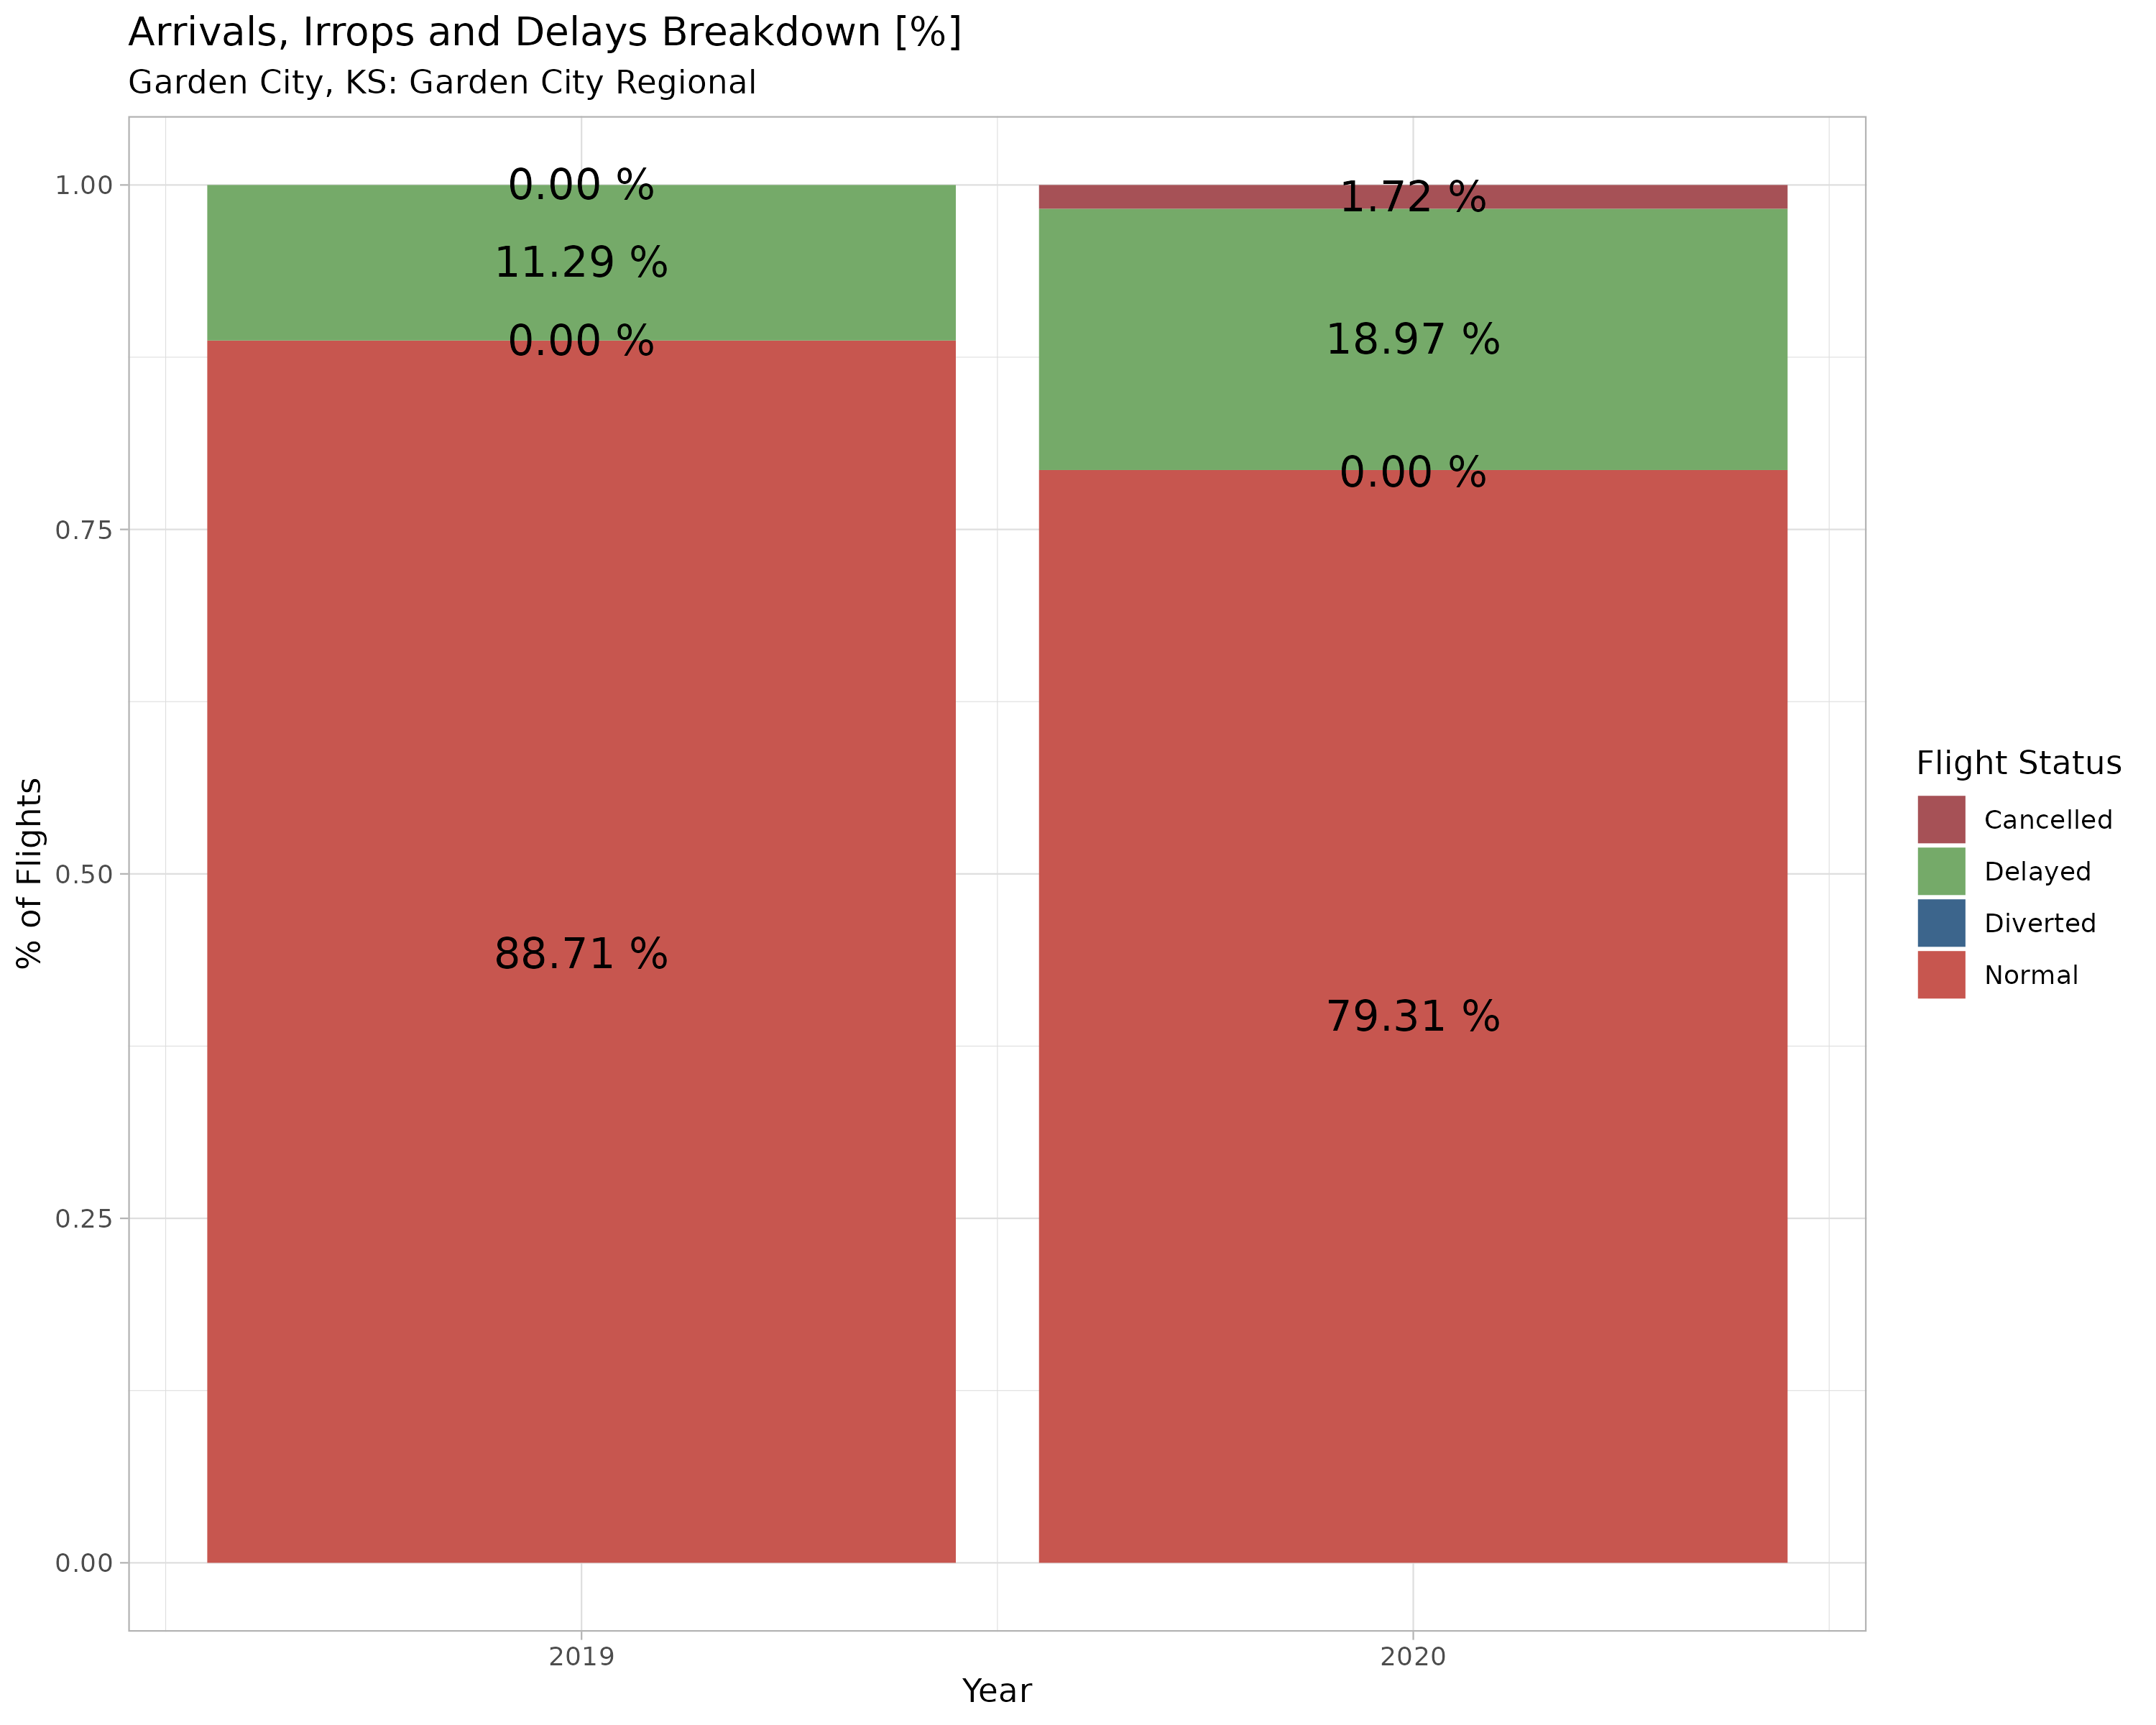 Arrivals, Irrops and Delays Breakdown [%]
Garden City, KS: Garden City Regional
1.00
0.75
0.50
0.25
0.00
% of Flights
0.00 %
11.29 %
0.00 %
88.71 %
1.72 %
18.97 %
0.00 %
79.31 %
2019
2020
Year
Flight Status
Cancelled
Delayed
Diverted
Normal